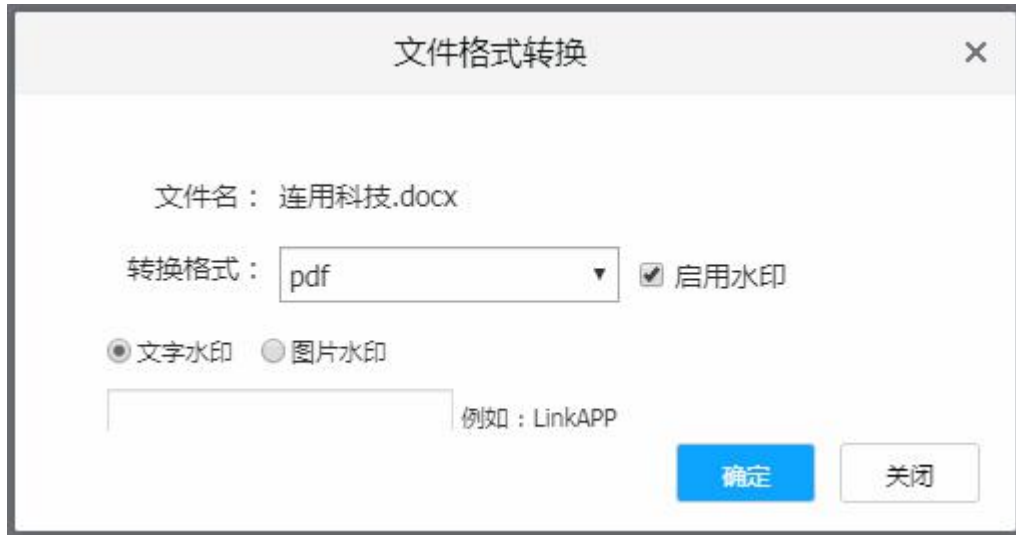 文件格式转换
文件名：连用科技.docx
转换格式：pdf 启用水印
文字水印 图片水印
例如：LinkAPP
确定 关闭